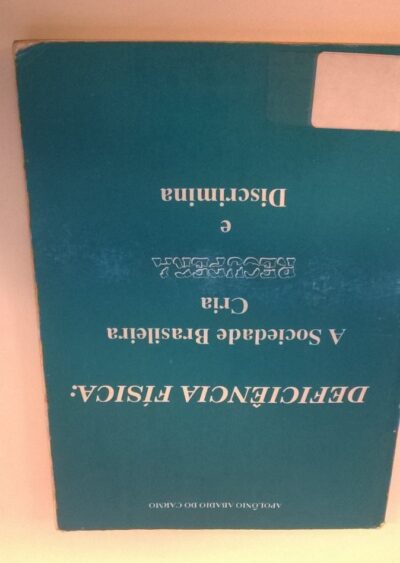 APOLÔNIO ABADIO DO CARMO
DEFICIÊNCIA FÍSICA:
A Sociedade Brasileira
Cria
"RECUPERA"
e
Discrimina